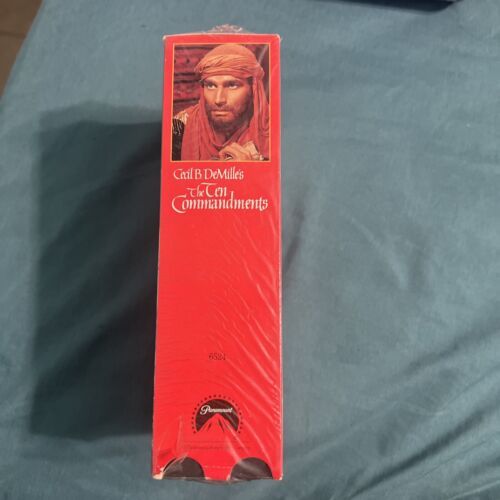 Cecil B. DeMille's
The Ten
Commandments
6524
Paramount